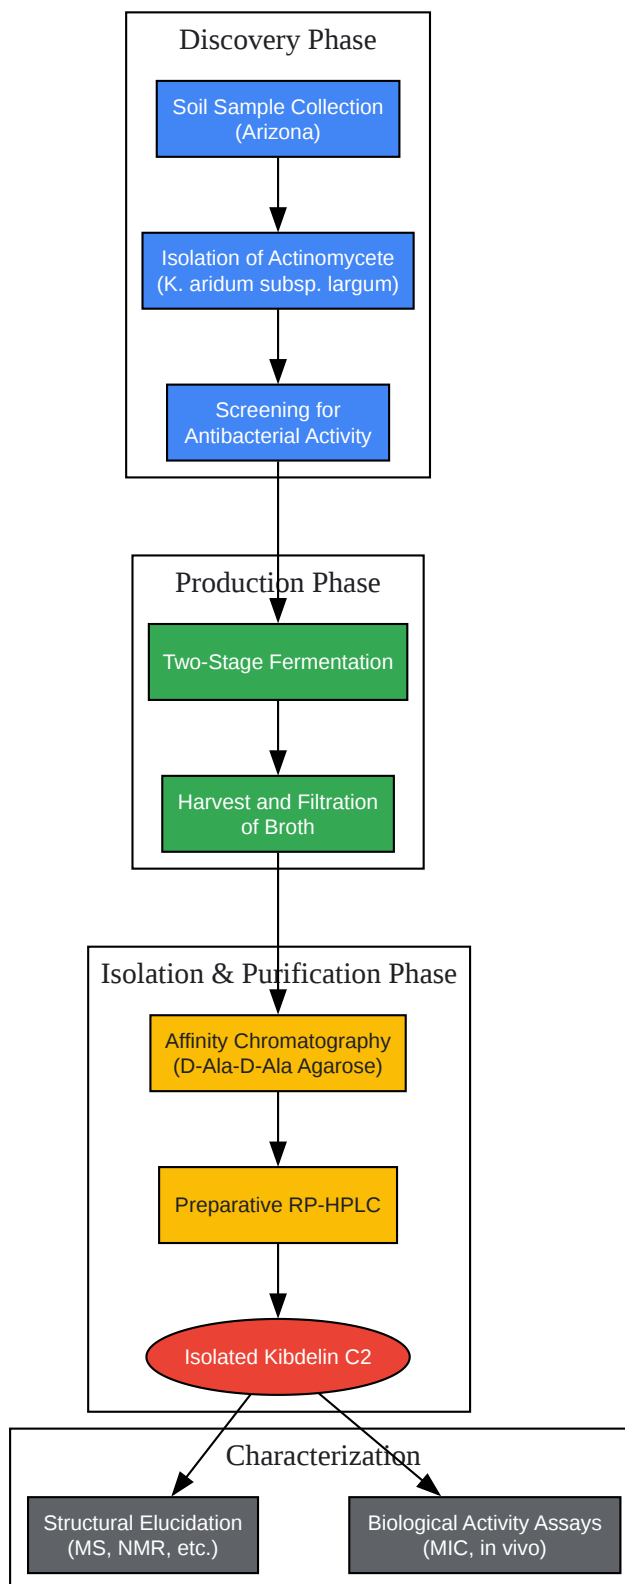 Discovery Phase
Soil Sample Collection
(Arizona)
Isolation of Actinomycete
(K. aridum subsp. largum)
Screening for
Antibacterial Activity
Production Phase
Two-Stage Fermentation
Harvest and Filtration
of Broth
Isolation & Purification Phase
Affinity Chromatography
(D-Ala-D-Ala Agarose)
Preparative RP-HPLC
Isolated Kibdelin C2
Characterization
Structural Elucidation
(MS, NMR, etc.)
Biological Activity Assays
(MIC, in vivo)